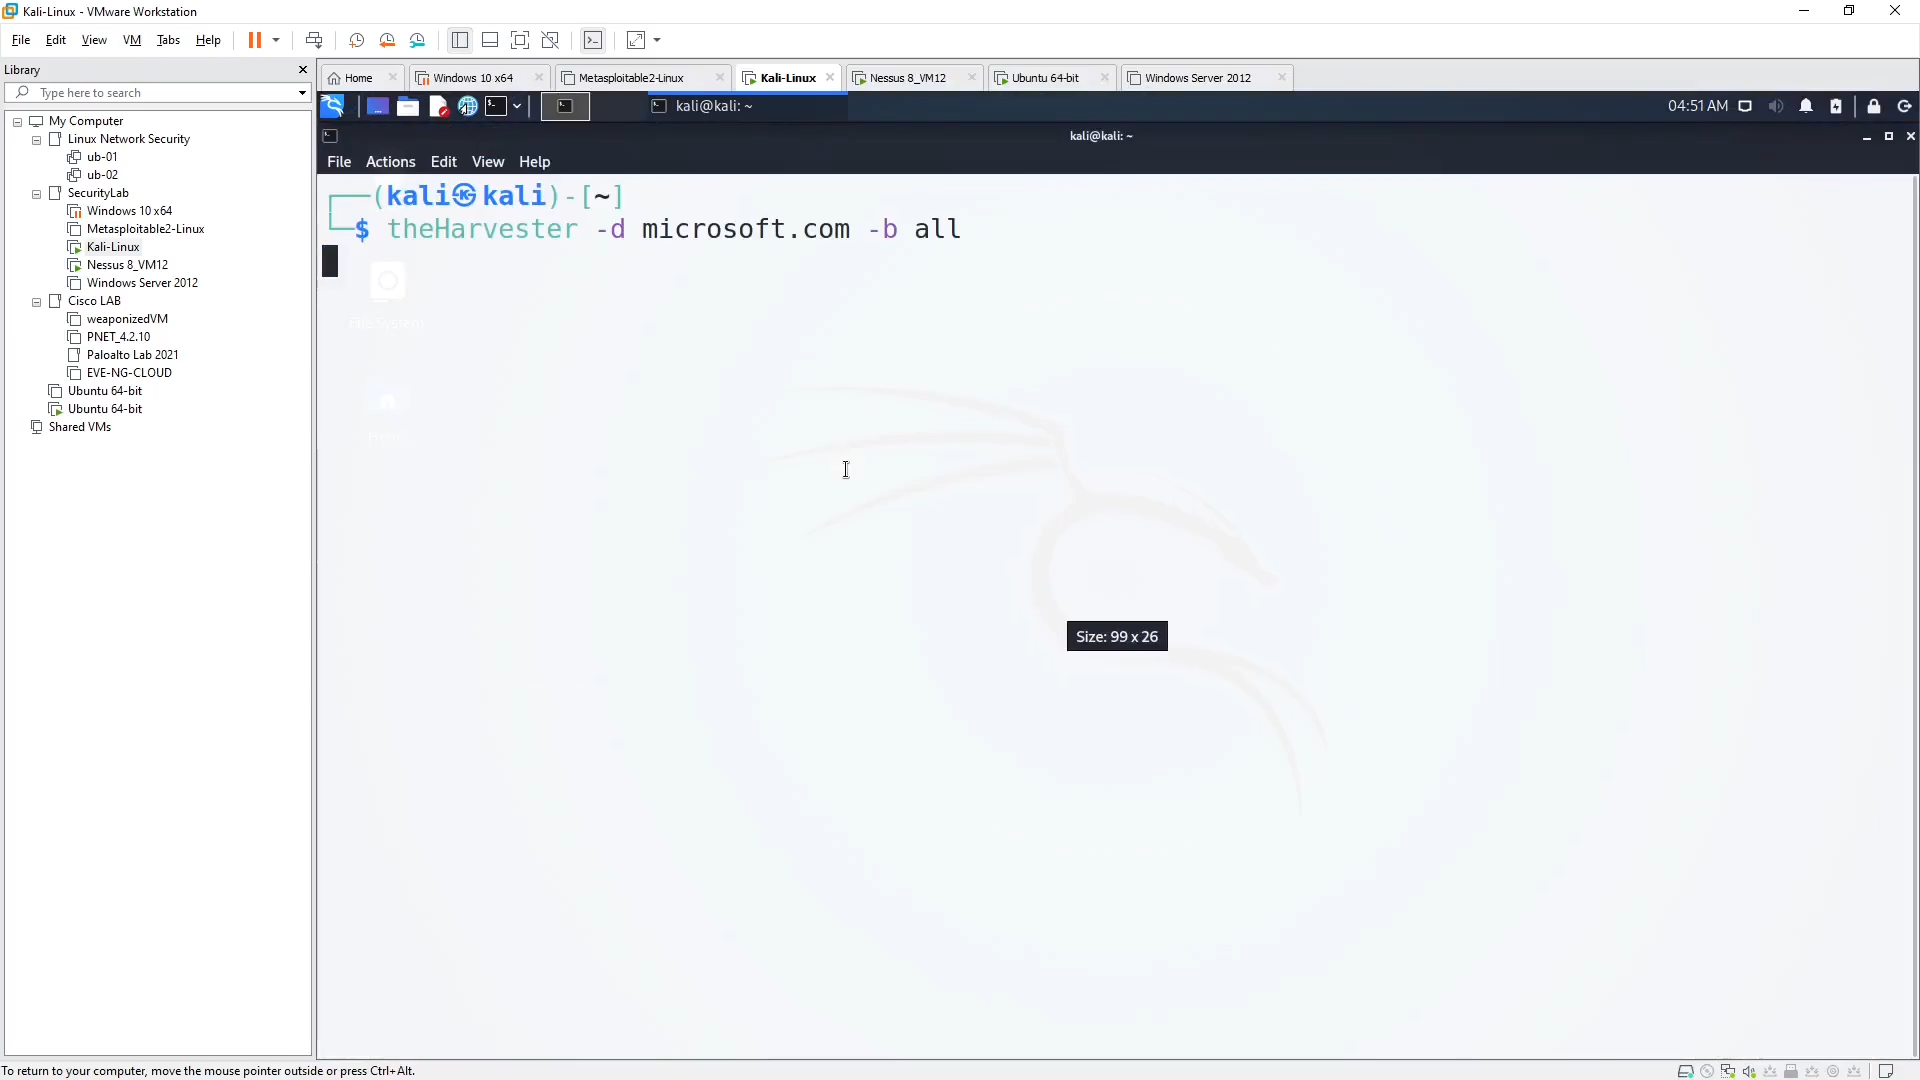 Kali-Linux - VMware Workstation
File Edit View VM Tabs Help
Library
Type here to search
My Computer
Linux Network Security
ub-01
ub-02
SecurityLab
Windows 10 x64
Metasploitable2-Linux
Kali-Linux
Nessus 8_VM12
Windows Server 2012
Cisco LAB
weaponizedVM
PNET_4.2.10
Paloalto Lab 2021
EVE-NG-CLOUD
Ubuntu 64-bit
Ubuntu 64-bit
Shared VMs
Home Windows 10 x64 Metasploitable2-Linux Kali-Linux Nessus 8_VM12 Ubuntu 64-bit Windows Server 2012
kali@kali: ~ 04:51 AM
kali@kali: ~
File Actions Edit View Help
┌──(kali㉿kali)-[~]
└─$ theHarvester -d microsoft.com -b all
File System
Size: 99 x 26
To return to your computer, move the mouse pointer outside or press Ctrl+Alt.